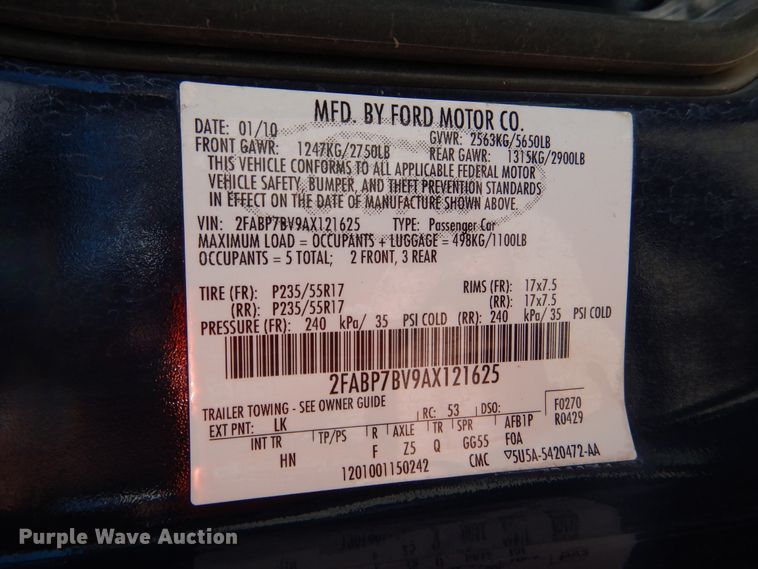 MFD. BY FORD MOTOR CO.
DATE: 01/10 GVWR: 2563KG/5650LB
FRONT GAWR: 1247KG/2750LB REAR GAWR: 1315KG/2900LB
THIS VEHICLE CONFORMS TO ALL APPLICABLE FEDERAL MOTOR
VEHICLE SAFETY, BUMPER, AND THEFT PREVENTION STANDARDS
IN EFFECT ON THE DATE OF MANUFACTURE SHOWN ABOVE.
VIN: 2FABP7BV9AX121625 TYPE: Passenger Car
MAXIMUM LOAD = OCCUPANTS + LUGGAGE = 498KG/1100LB
OCCUPANTS = 5 TOTAL; 2 FRONT, 3 REAR
TIRE (FR): P235/55R17 RIMS (FR): 17x7.5
(RR): P235/55R17 (RR): 17x7.5
PRESSURE (FR): 240 kPa/ 35 PSI COLD (RR): 240 kPa/ 35 PSI COLD
2FABP7BV9AX121625
TRAILER TOWING - SEE OWNER GUIDE
EXT PNT: LK RC: 53 DSO: F0270
INT TR TP/PS R AXLE TR SPR AFB1P R0429
HN F Z5 Q GG55 FOA
1201001150242 CMC ▽5U5A-5420472-AA
Purple Wave Auction®